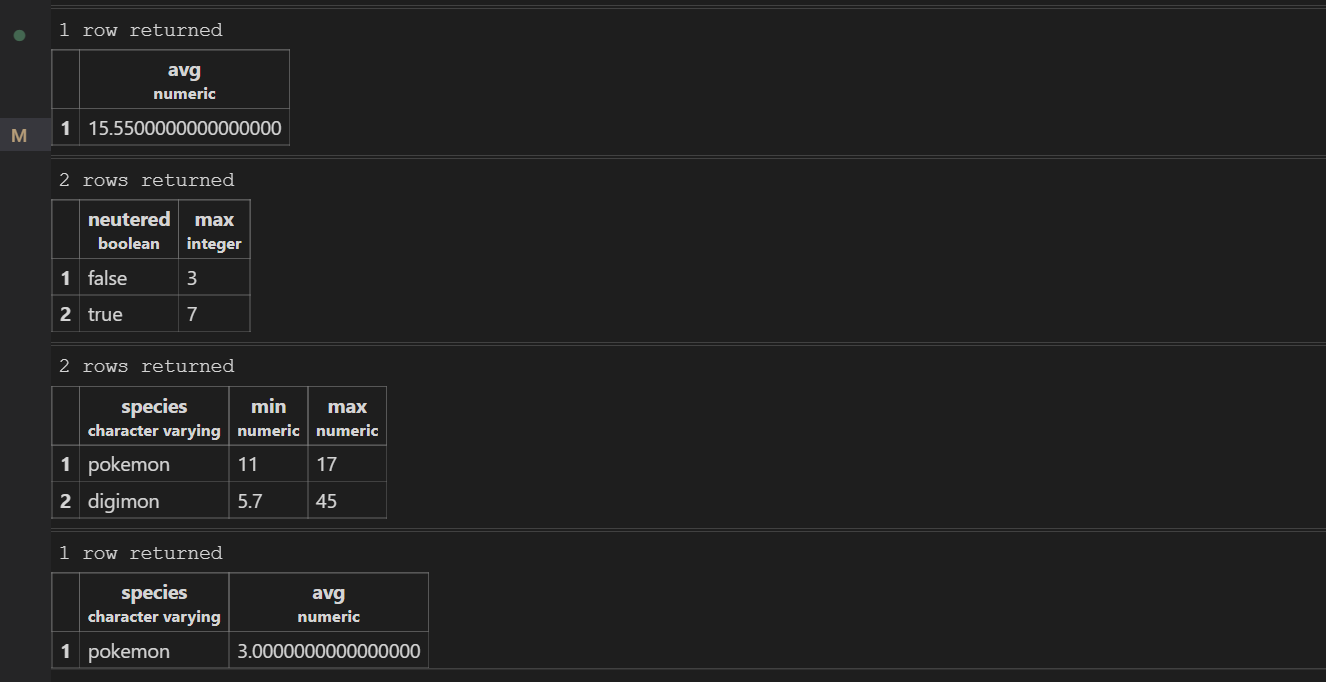 1 row returned
avg
numeric
1 15.5500000000000000
M
2 rows returned
neutered max
boolean integer
1 false 3
2 true 7
2 rows returned
species min max
character varying numeric numeric
1 pokemon 11 17
2 digimon 5.7 45
1 row returned
species avg
character varying numeric
1 pokemon 3.0000000000000000